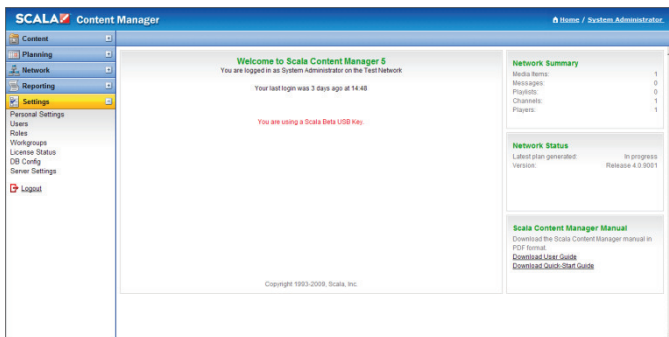 SCALA Content Manager
Home / System Administrator
Content
Planning
Network
Reporting
Settings
Personal Settings
Users
Roles
Workgroups
License Status
DB Config
Server Settings
Logout
Welcome to Scala Content Manager 5
You are logged in as System Administrator on the Test Network
Your last login was 3 days ago at 14:48
You are using a Scala Beta USB Key.
Copyright 1993-2009, Scala, Inc.
Network Summary
Media Items: 1
Messages: 0
Playlists: 0
Channels: 1
Players: 1
Network Status
Latest plan generated: In progress
Version: Release 4.0.9001
Scala Content Manager Manual
Download the Scala Content Manager manual in
PDF format.
Download User Guide
Download Quick-Start Guide